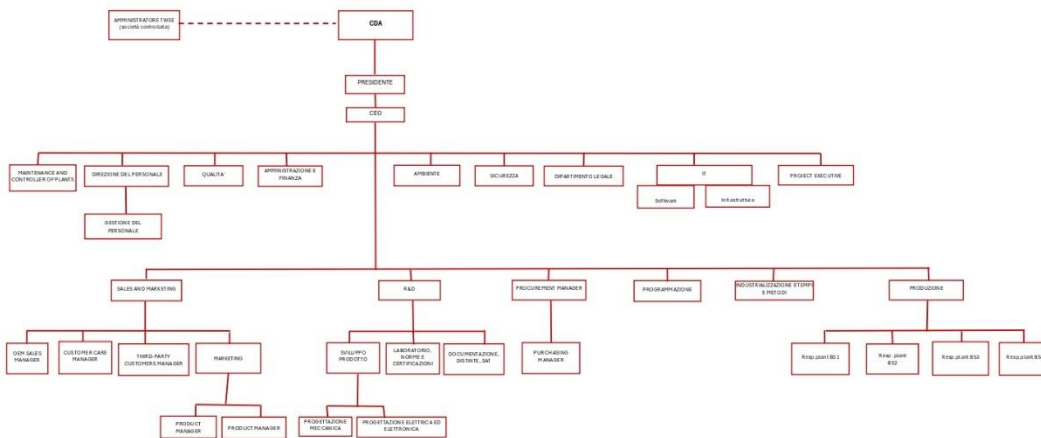 AMMINISTRATORE TWSE
(società controllata)
CDA
PRESIDENTE
CEO
MAINTENANCE AND
CONTROLLER OF PLANTS
DIREZIONE DEL PERSONALE
QUALITA'
AMMINISTRAZIONE E
FINANZA
AMBIENTE
SICUREZZA
DIPARTIMENTO LEGALE
IT
PROJECT EXECUTIVE
Software
Infrastruttura
GESTIONE DEL
PERSONALE
SALES AND MARKETING
R&D
PROCUREMENT MANAGER
PROGRAMMAZIONE
INDUSTRIALIZZAZIONE E TEMPI
E METODI
PRODUZIONE
OEM SALES
MANAGER
CUSTOMER CARE
MANAGER
THIRD-PARTY
CUSTOMERS MANAGER
MARKETING
SVILUPPO
PRODOTTO
LABORATORIO,
NORME E
CERTIFICAZIONI
DOCUMENTAZIONE,
DISTINTE, SAT
PURCHASING
MANAGER
Resp. plant BS1
Resp. plant
BS2
Resp. plant BS3
Resp. plant
PRODUCT
MANAGER
PRODUCT MANAGER
PROGETTAZIONE
MECCANICA
PROGETTAZIONE ELETTRICA ED
ELETTRONICA